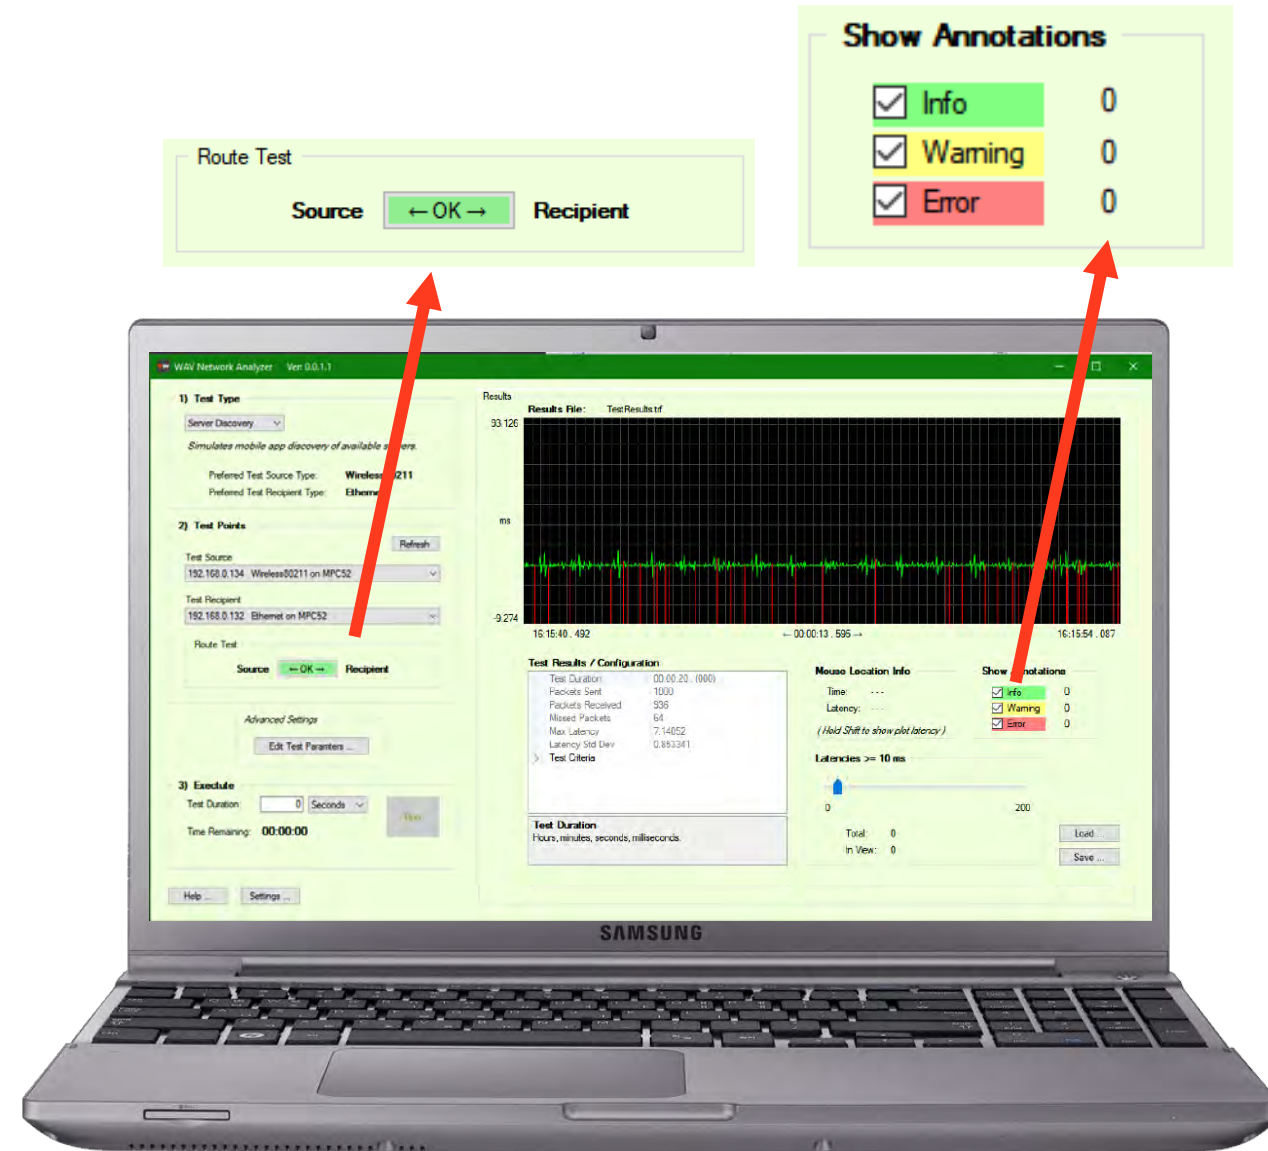 Show Annotations
Info 0
Warning 0
Error 0
Route Test
Source ←OK→ Recipient
WAV Network Analyzer Ver: 0.0.1.1
1) Test Type
Server Discovery
Simulates mobile app discovery of available servers.
Preferred Test Source Type: Wireless80211
Preferred Test Recipient Type: Ethernet
2) Test Points
Refresh
Test Source
192.168.0.134 Wireless80211 on MPC52
Test Recipient
192.168.0.132 Ethernet on MPC52
Route Test
Source ←OK→ Recipient
Advanced Settings
Edit Test Paramters ...
3) Exectute
Test Duration: 0 Seconds
Run
Time Remaining: 00:00:00
Help ... Settings ...
Results
Results File: TestResults.trf
93.126
ms
-9.274
16:15:40 . 492 ←00:00:13 . 595→ 16:15:54 . 087
Test Results / Configuration
Test Duration 00:00:20 . (000)
Packets Sent 1000
Packets Received 936
Missed Packets 64
Max Latency 7.14052
Latency Std Dev 0.853341
> Test Criteria
Test Duration
Hours, minutes, seconds, milliseconds.
Mouse Location Info
Time: - - -
Latency: - - -
( Hold Shift to show plot latency )
Show Annotations
Info 0
Warning 0
Error 0
Latencies >= 10 ms
0 200
Total: 0
In View: 0
Load ...
Save ...
SAMSUNG